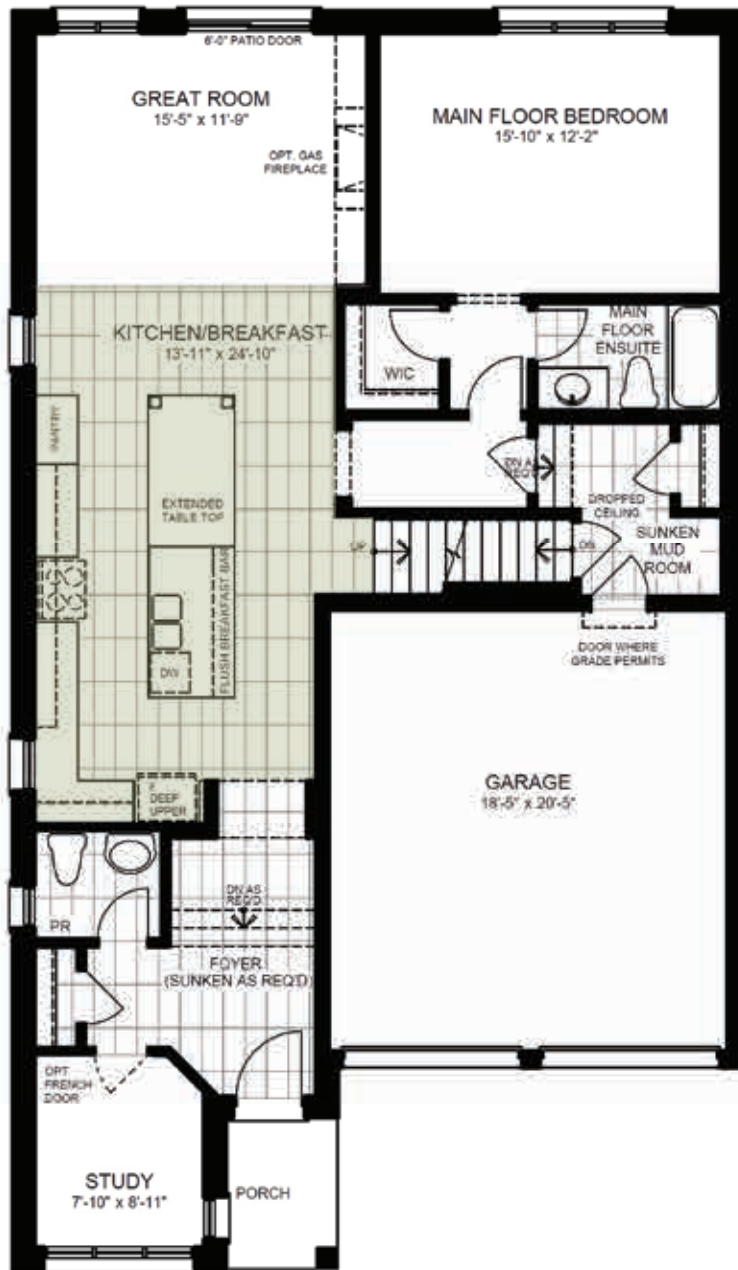 6'-0" PATIO DOOR
GREAT ROOM
15'-5" x 11'-9"
OPT. GAS
FIREPLACE
MAIN FLOOR BEDROOM
15'-10" x 12'-2"
KITCHEN/BREAKFAST
13'-11" x 24'-10"
WIC
MAIN
FLOOR
ENSUITE
PANTRY
EXTENDED
TABLE TOP
FLUSH BREAKFAST BAR
DW
DN AS
REQ'D
DROPPED
CEILING
SUNKEN
MUD
ROOM
UP
DN
DOOR WHERE
GRADE PERMITS
GARAGE
18'-5" x 20'-5"
F
DEEP
UPPER
PR
DN AS
REQ'D
FOYER
(SUNKEN AS REQ'D)
OPT
FRENCH
DOOR
STUDY
7'-10" x 8'-11"
PORCH